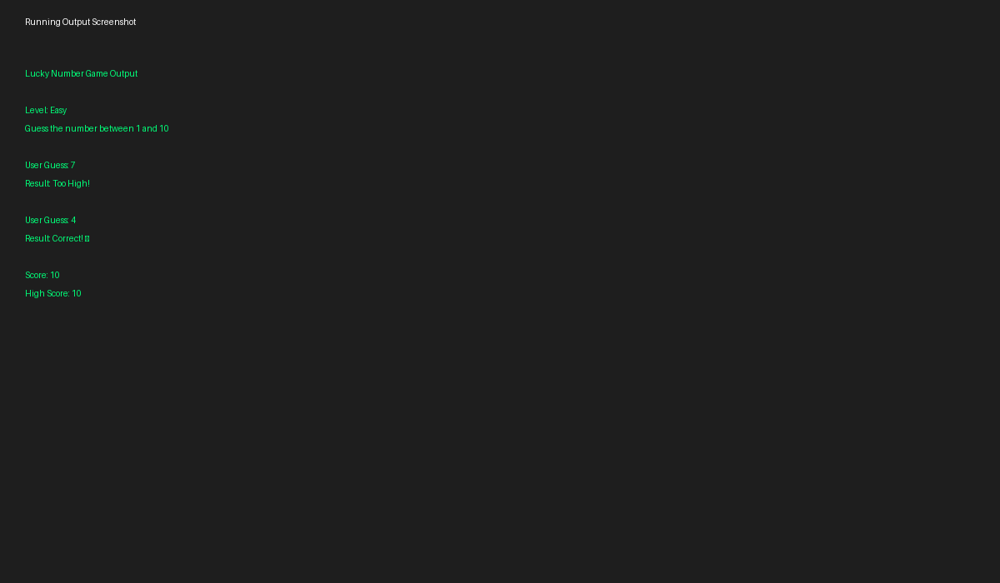 Running Output Screenshot
Lucky Number Game Output
Level: Easy
Guess the number between 1 and 10
User Guess: 7
Result: Too High!
User Guess: 4
Result: Correct!
Score: 10
High Score: 10